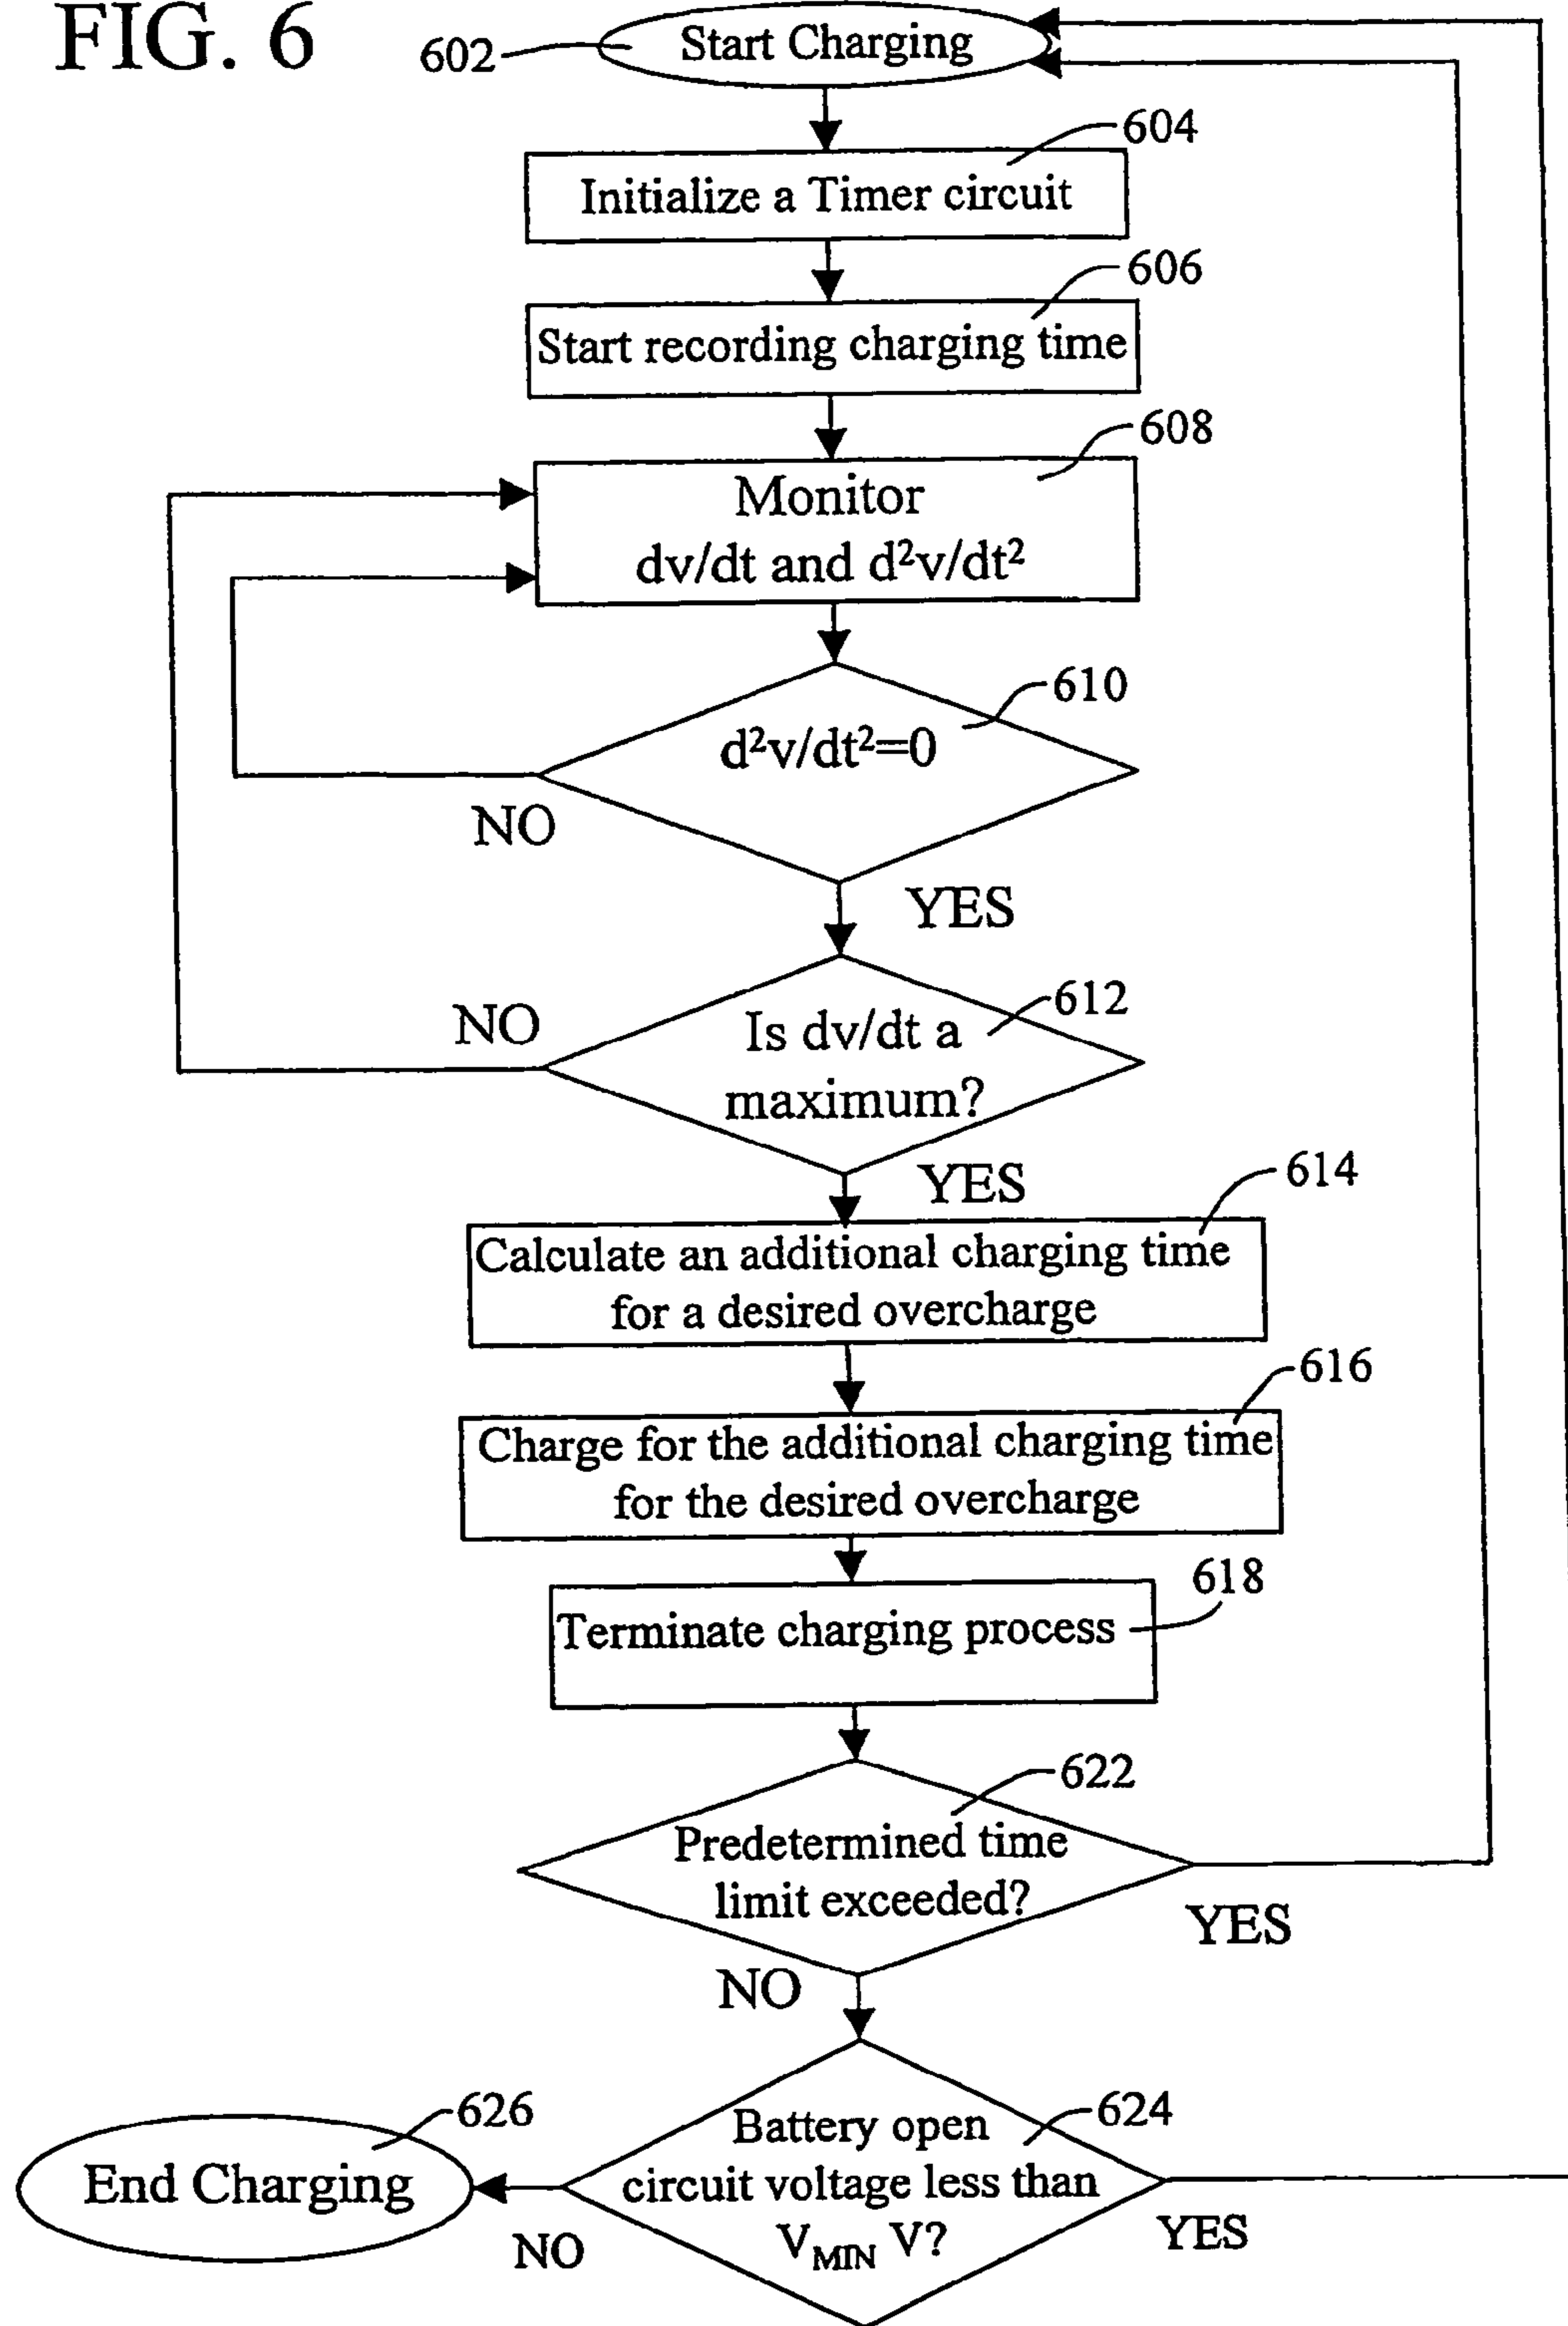 FIG. 6
602
Start Charging
604
Initialize a Timer circuit
606
Start recording charging time
608
Monitor
dv/dt and d²v/dt²
610
d²v/dt²=0
NO
YES
612
NO
Is dv/dt a
maximum?
YES
614
Calculate an additional charging time
for a desired overcharge
616
Charge for the additional charging time
for the desired overcharge
618
Terminate charging process
622
Predetermined time
limit exceeded?
YES
NO
626
End Charging
624
Battery open
circuit voltage less than
V_MIN V?
NO
YES